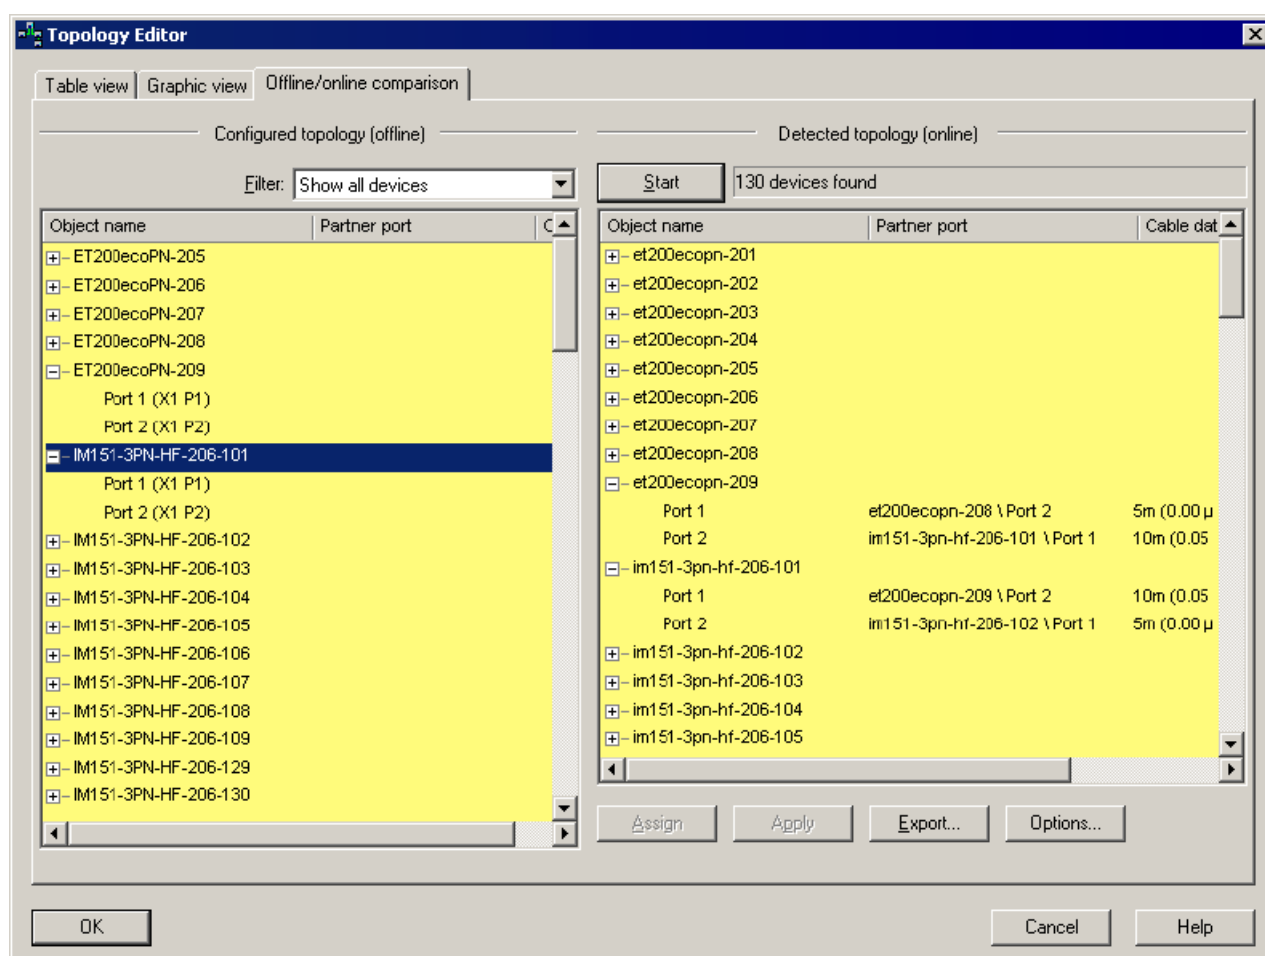 Topology Editor
Table view Graphic view Offline/online comparison
Configured topology (offline)
Filter: Show all devices
Object name Partner port
ET200ecoPN-205
ET200ecoPN-206
ET200ecoPN-207
ET200ecoPN-208
ET200ecoPN-209
Port 1 (X1 P1)
Port 2 (X1 P2)
IM151-3PN-HF-206-101
Port 1 (X1 P1)
Port 2 (X1 P2)
IM151-3PN-HF-206-102
IM151-3PN-HF-206-103
IM151-3PN-HF-206-104
IM151-3PN-HF-206-105
IM151-3PN-HF-206-106
IM151-3PN-HF-206-107
IM151-3PN-HF-206-108
IM151-3PN-HF-206-109
IM151-3PN-HF-206-129
IM151-3PN-HF-206-130
Detected topology (online)
Start 130 devices found
Object name Partner port Cable dat
et200ecopn-201
et200ecopn-202
et200ecopn-203
et200ecopn-204
et200ecopn-205
et200ecopn-206
et200ecopn-207
et200ecopn-208
et200ecopn-209
Port 1 et200ecopn-208 \ Port 2 5m (0.00 µ
Port 2 im151-3pn-hf-206-101 \ Port 1 10m (0.05
im151-3pn-hf-206-101
Port 1 et200ecopn-209 \ Port 2 10m (0.05
Port 2 im151-3pn-hf-206-102 \ Port 1 5m (0.00 µ
im151-3pn-hf-206-102
im151-3pn-hf-206-103
im151-3pn-hf-206-104
im151-3pn-hf-206-105
Assign Apply Export... Options...
OK Cancel Help